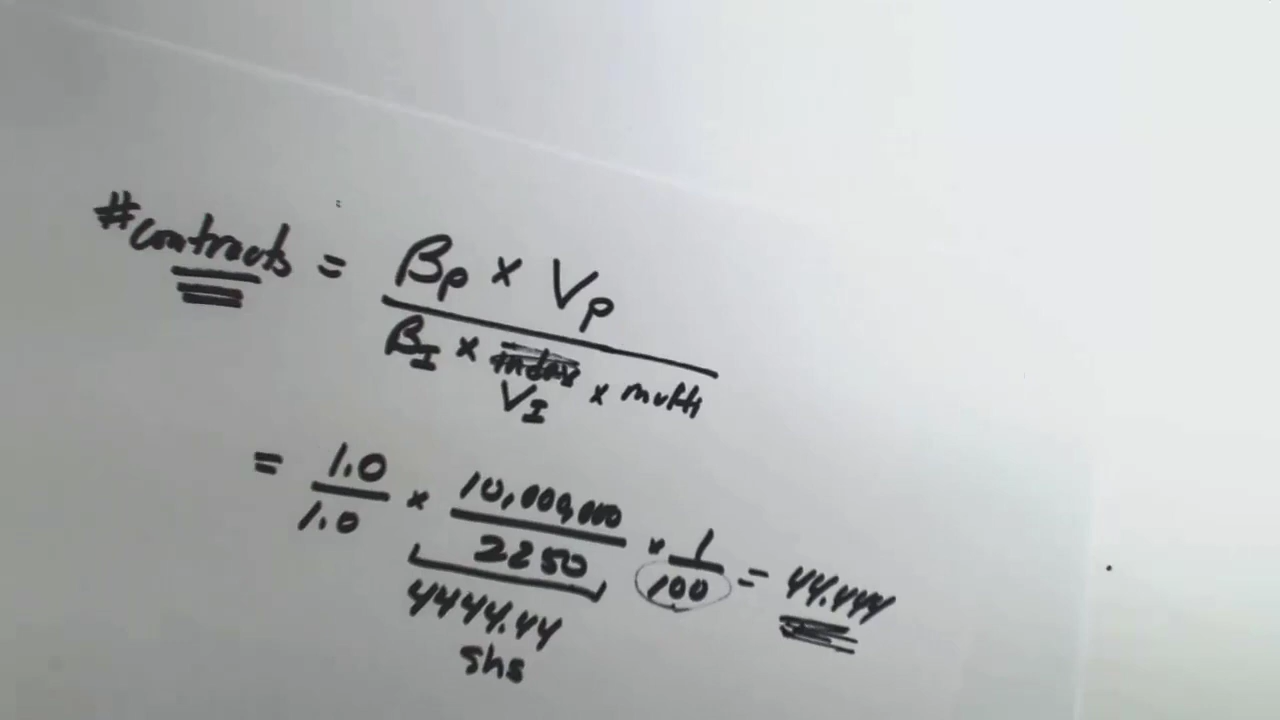 #contracts = βp × Vp
βI × index × multi
VI
= 1.0 × 10,000,000 × 1 = 44.444
1.0 2250 100
4444.44
shs